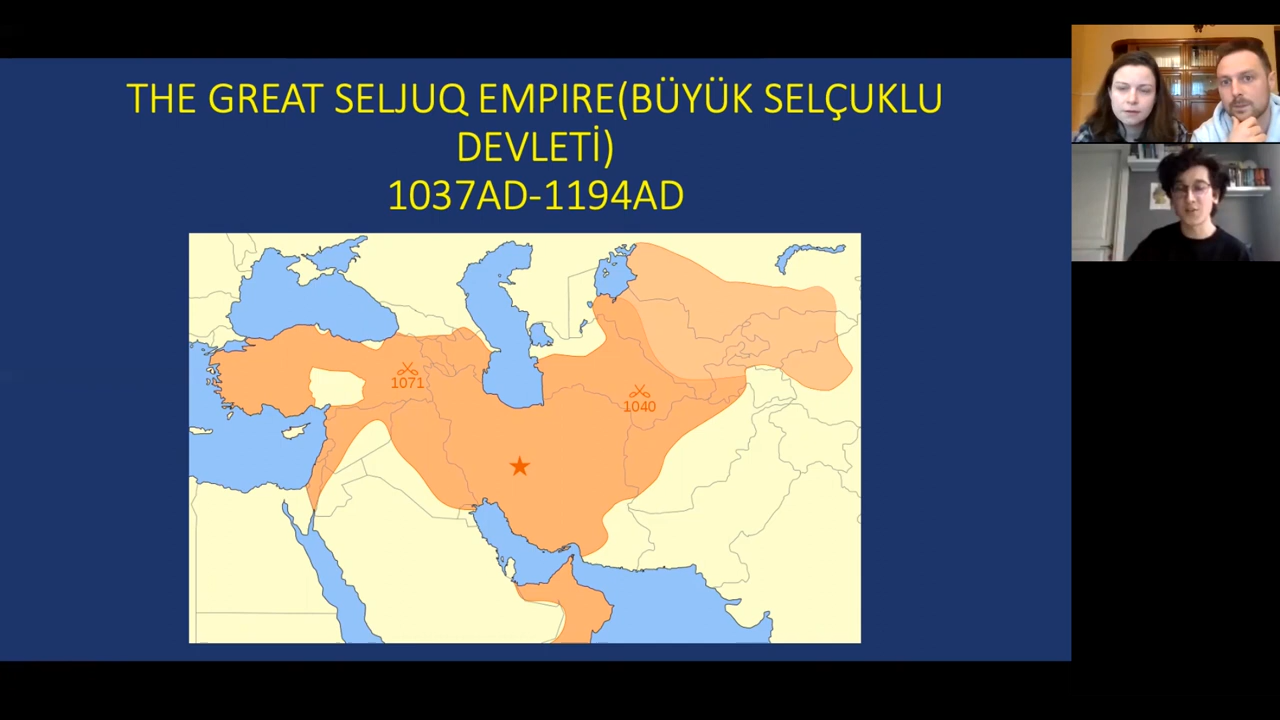 THE GREAT SELJUQ EMPIRE(BÜYÜK SELÇUKLU
DEVLETİ)
1037AD-1194AD
1071
1040